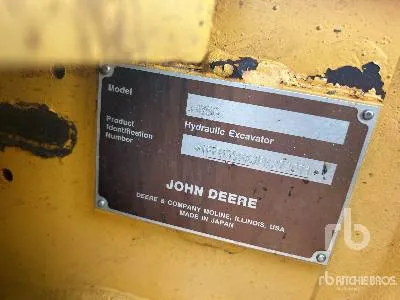 Model
Product
Identification
Number
Hydraulic Excavator
JOHN DEERE
DEERE & COMPANY MOLINE, ILLINOIS, USA
MADE IN JAPAN
rb
RITCHIE BROS.